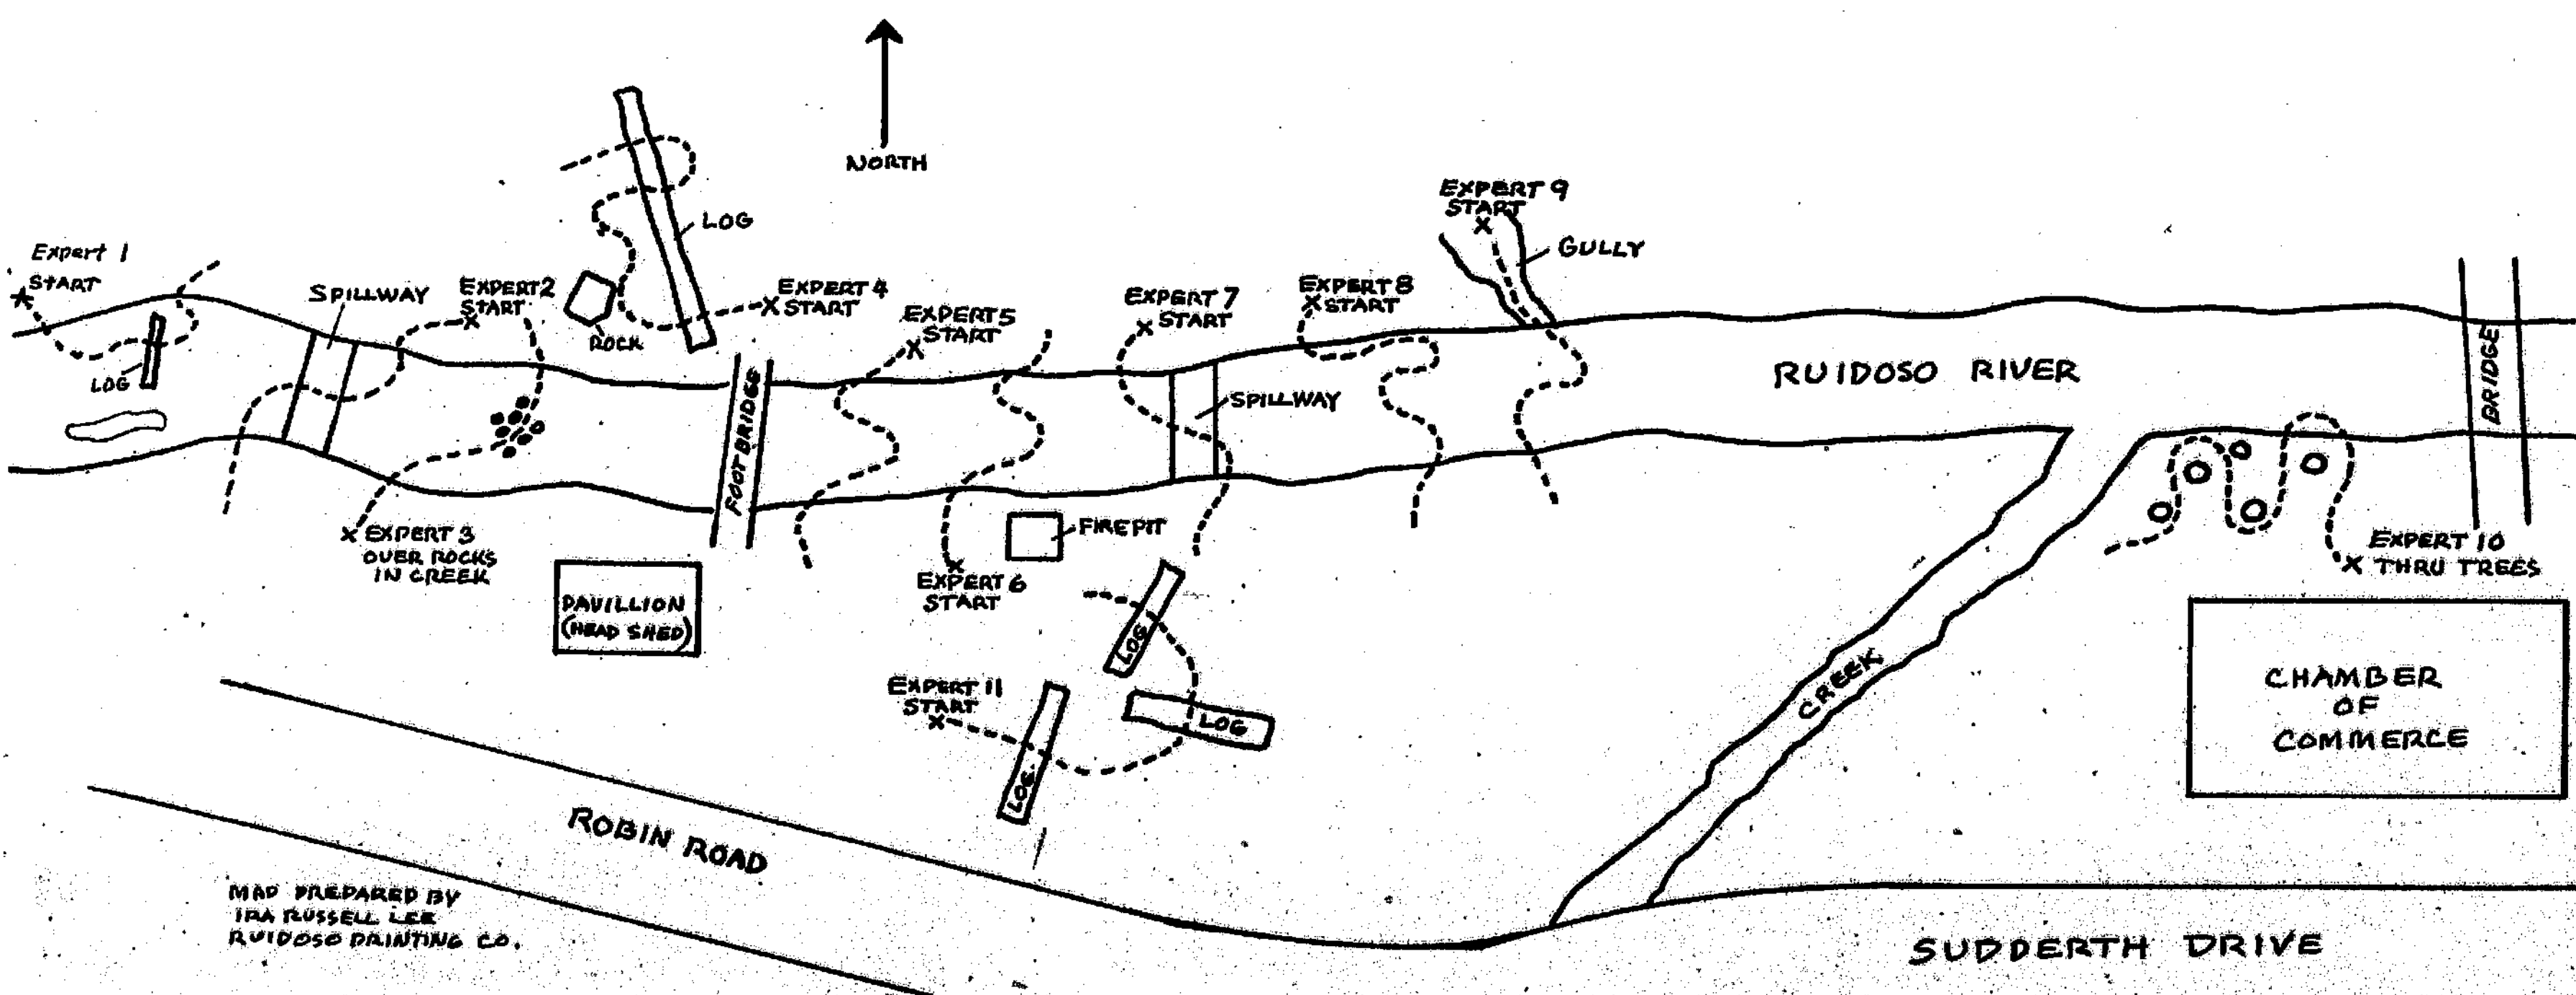 NORTH
EXPERT 9
START
X
GULLY
LOG
Expert 1
START
X
LOG
SPILLWAY
EXPERT 2
START
X
ROCK
X EXPERT 4
START
EXPERT 5
START
X
EXPERT 7
START
X
EXPERT 8
X START
SPILLWAY
RUIDOSO RIVER
BRIDGE
FOOT BRIDGE
X EXPERT 3
OVER ROCKS
IN CREEK
PAVILLION
(HEAD SHED)
X
EXPERT 6
START
FIREPIT
EXPERT 10
X THRU TREES
LOG
EXPERT 11
START
X
LOG
LOG
CREEK
CHAMBER
OF
COMMERCE
ROBIN ROAD
MAP PREPARED BY
IRA RUSSELL LEE
RUIDOSO PRINTING CO.
SUDDERTH DRIVE